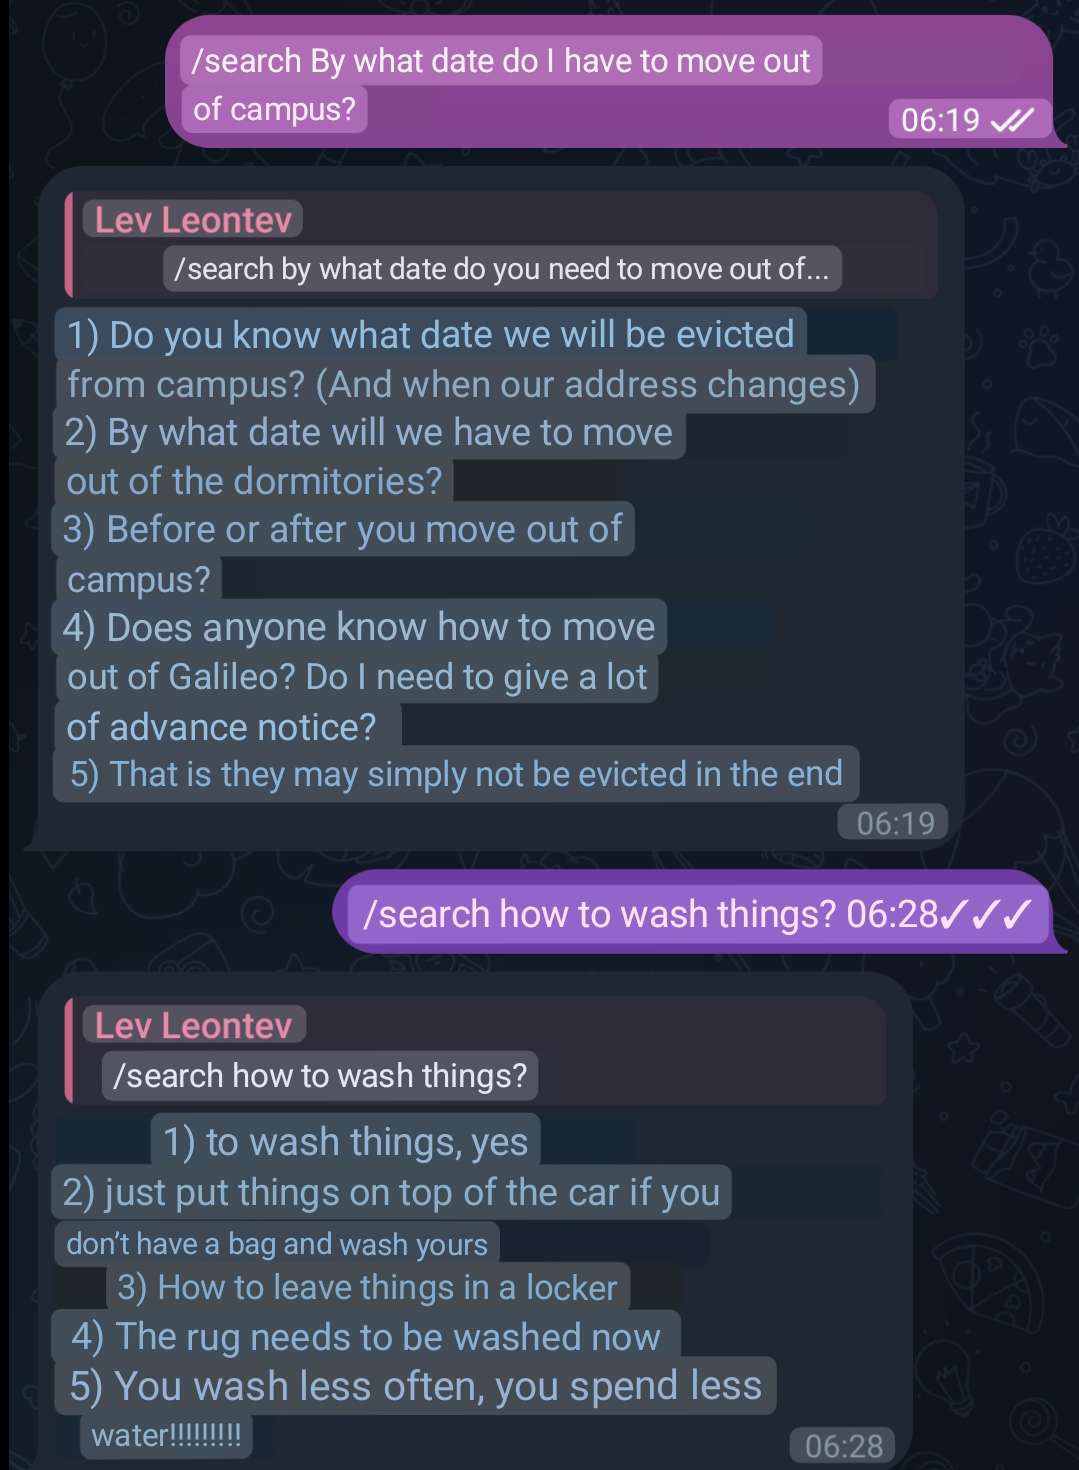 /search By what date do I have to move out
of campus?
06:19
Lev Leontev
/search by what date do you need to move out of...
1) Do you know what date we will be evicted
from campus? (And when our address changes)
2) By what date will we have to move
out of the dormitories?
3) Before or after you move out of
campus?
4) Does anyone know how to move
out of Galileo? Do I need to give a lot
of advance notice?
5) That is they may simply not be evicted in the end
06:19
/search how to wash things? 06:28✓✓✓
Lev Leontev
/search how to wash things?
1) to wash things, yes
2) just put things on top of the car if you
don't have a bag and wash yours
3) How to leave things in a locker
4) The rug needs to be washed now
5) You wash less often, you spend less
water!!!!!!!!!
06:28